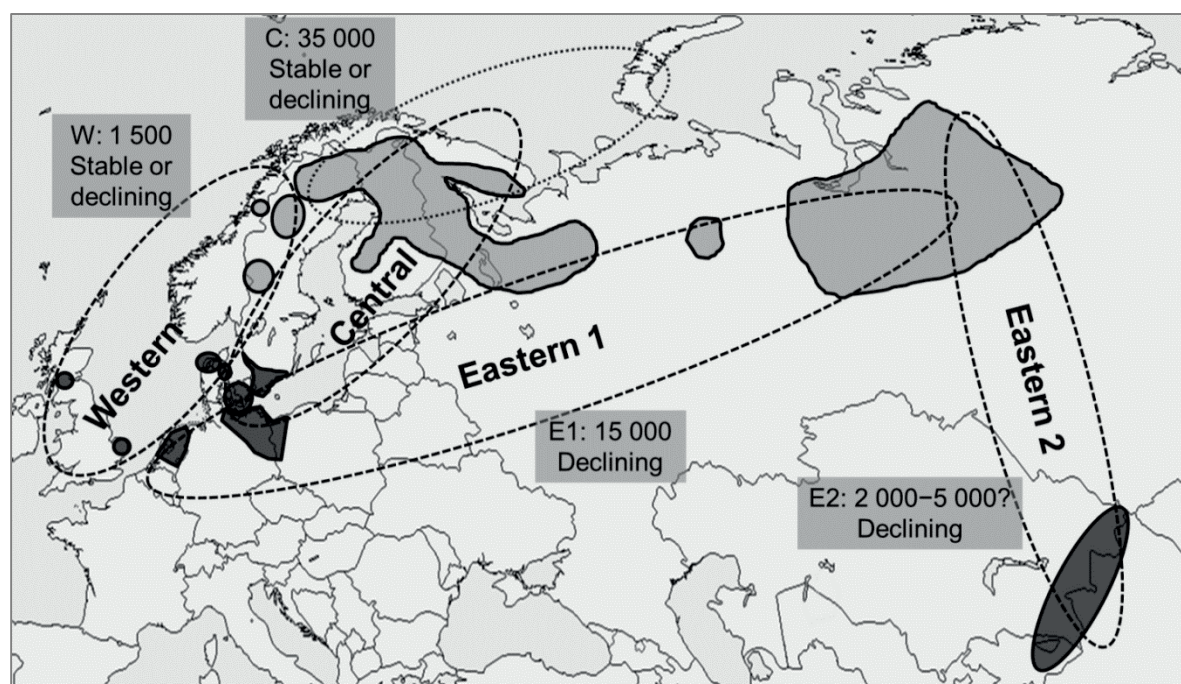 C: 35 000
Stable or
declining
W: 1 500
Stable or
declining
Western
Central
Eastern 1
Eastern 2
E1: 15 000
Declining
E2: 2 000−5 000?
Declining